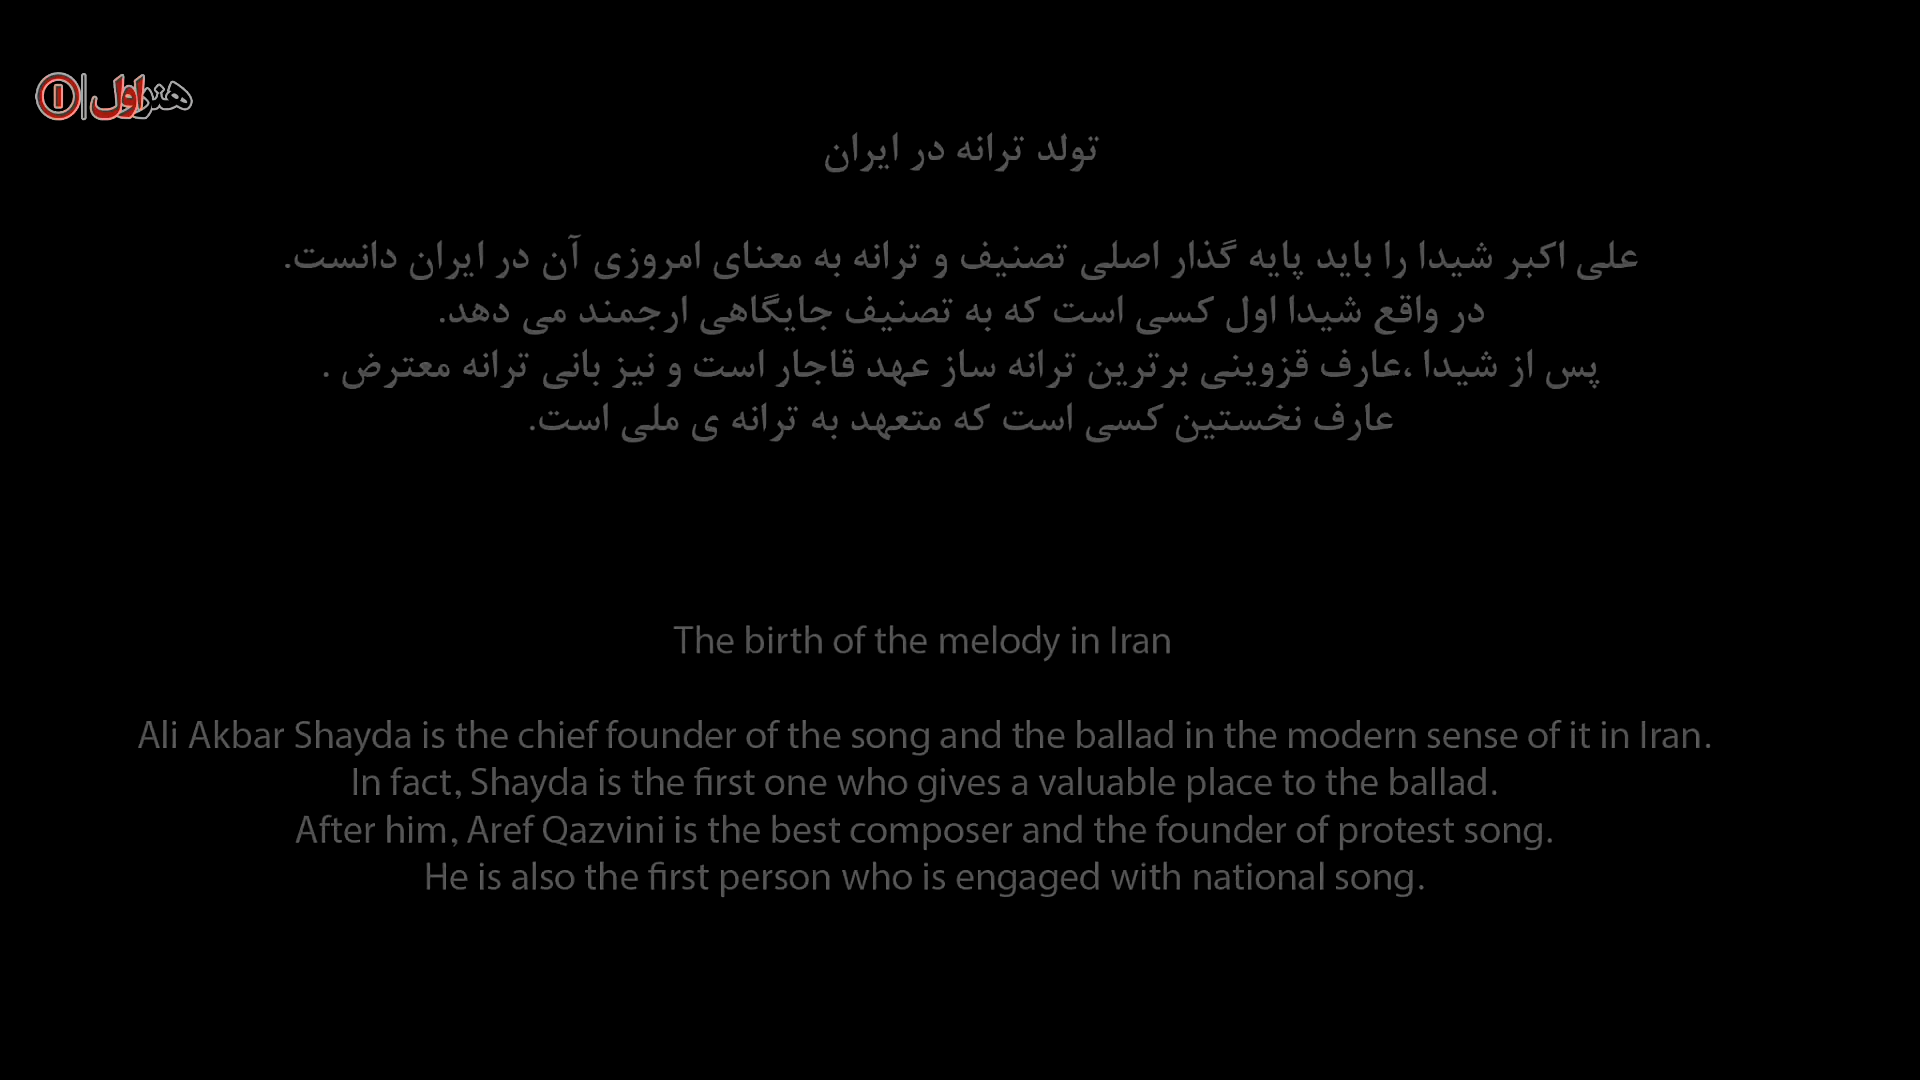 هنر اول
تولد ترانه در ایران
علی اکبر شیدا را باید پایه گذار اصلی تصنیف و ترانه به معنای امروزی آن در ایران دانست.
در واقع شیدا اول کسی است که به تصنیف جایگاهی ارجمند می دهد.
پس از شیدا ،عارف قزوینی برترین ترانه ساز عهد قاجار است و نیز بانی ترانه معترض .
عارف نخستین کسی است که متعهد به ترانه ی ملی است.
The birth of the melody in Iran
Ali Akbar Shayda is the chief founder of the song and the ballad in the modern sense of it in Iran.
In fact, Shayda is the first one who gives a valuable place to the ballad.
After him, Aref Qazvini is the best composer and the founder of protest song.
He is also the first person who is engaged with national song.